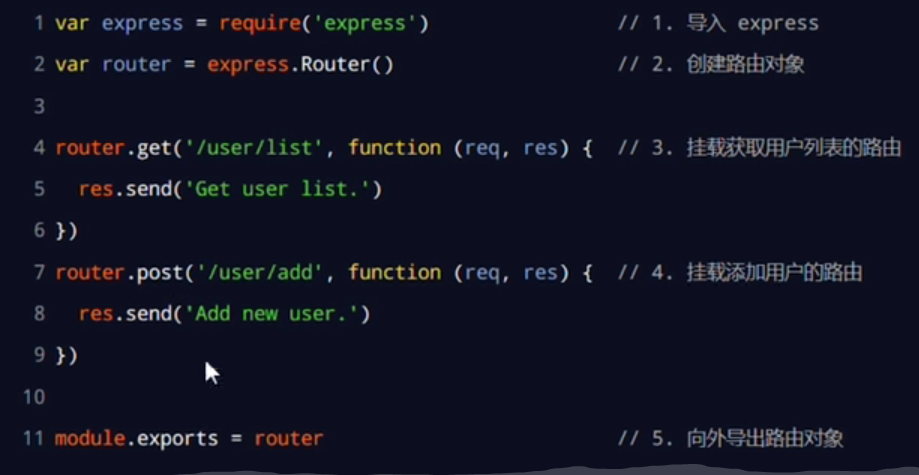 1 var express = require('express') // 1. 导入 express
2 var router = express.Router() // 2. 创建路由对象
3
4 router.get('/user/list', function (req, res) { // 3. 挂载获取用户列表的路由
5 res.send('Get user list.')
6 })
7 router.post('/user/add', function (req, res) { // 4. 挂载添加用户的路由
8 res.send('Add new user.')
9 })
10
11 module.exports = router // 5. 向外导出路由对象